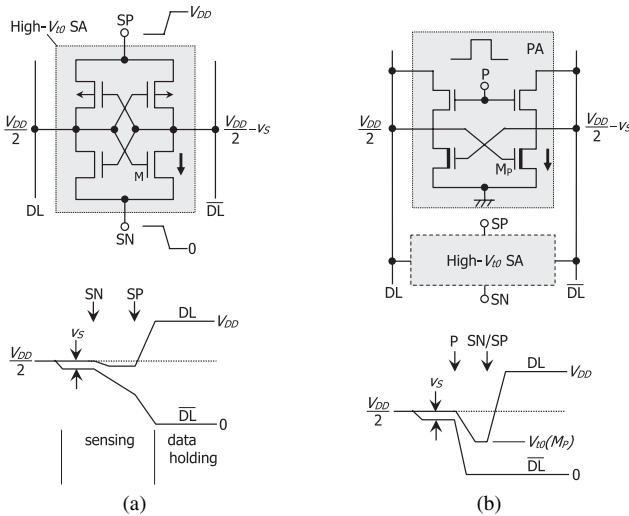 High-Vt0 SA
SP
VDD
VDD/2
VDD/2 -vS
M
DL
DL
SN
0
SN
SP
vS
DL
VDD
VDD/2
DL
0
sensing
data
holding
(a)
PA
P
VDD/2
VDD/2 -vS
MP
SP
High-Vt0 SA
DL
DL
SN
P
SN/SP
vS
DL
VDD
VDD/2
Vt0(MP)
DL
0
(b)